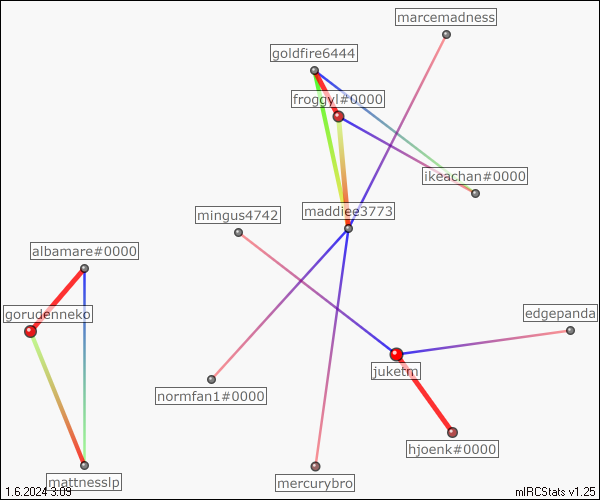 marcemadness
goldfire6444
froggyl#0000
ikeachan#0000
maddiee3773
mingus4742
albamare#0000
gorudenneko
edgepanda
juketm
normfan1#0000
hjoenk#0000
mattnesslp
mercurybro
1.6.2024 3:09
mIRCStats v1.25